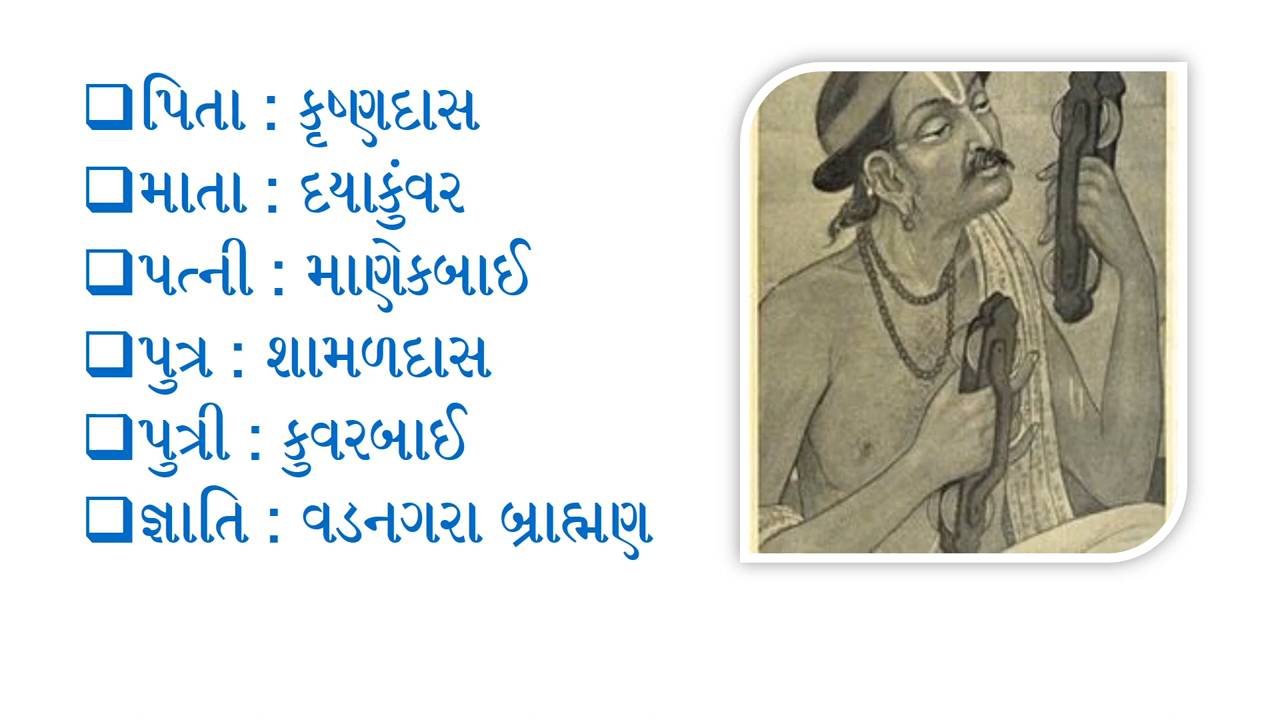 ❑પિતા : કૃષ્ણદાસ
❑માતા : દયાકુંવર
❑પત્ની : માણેકબાઈ
❑પુત્ર : શામળદાસ
❑પુત્રી : કુવરબાઈ
❑જ્ઞાતિ : વડનગરા બ્રાહ્મણ